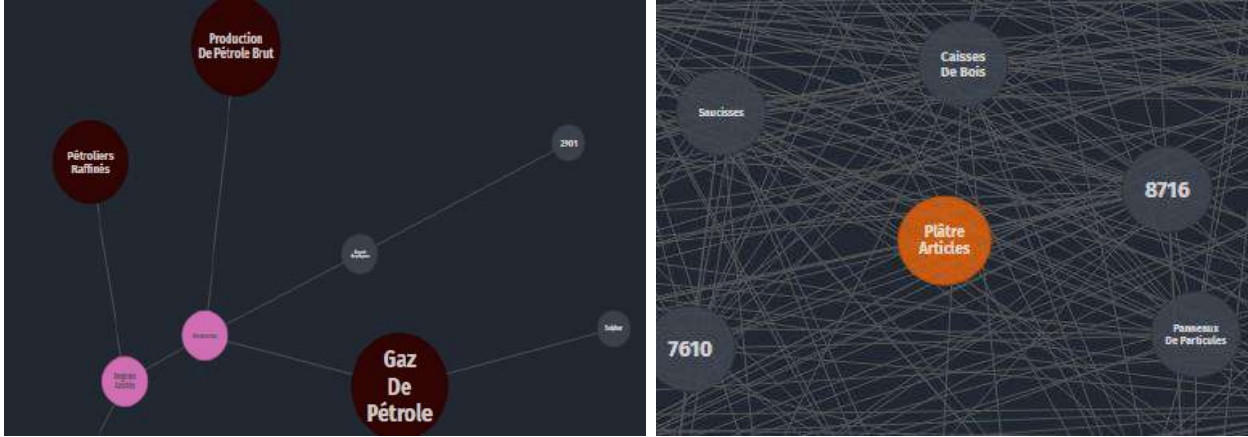 Production
De Pétrole Brut
Pétroliers
Raffinés
2901
Gaz
De
Pétrole
Caisses
De Bois
Saucisses
8716
Plâtre
Articles
7610
Panneaux
De Particules